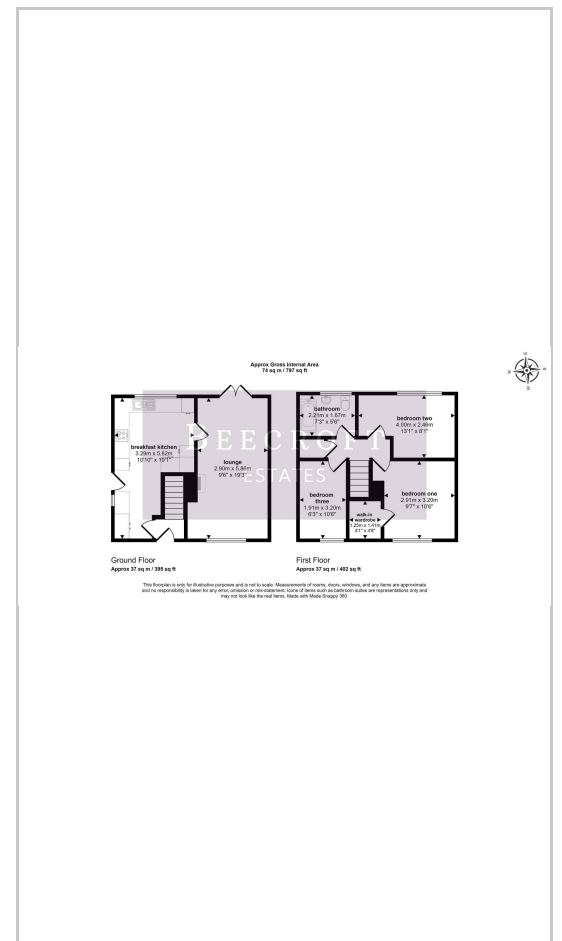 Approx Gross Internal Area
74 sq m / 797 sq ft
BEECROFT
ESTATES
breakfast kitchen
3.29m x 5.82m
10'10" x 19'1"
lounge
2.90m x 5.86m
9'6" x 19'3"
bathroom
2.21m x 1.67m
7'3" x 5'6"
bedroom two
4.00m x 2.46m
13'1" x 8'1"
bedroom
three
1.91m x 3.20m
6'3" x 10'6"
walk-in
wardrobe
1.25m x 1.41m
4'1" x 4'8"
bedroom one
2.91m x 3.20m
9'7" x 10'6"
Ground Floor
Approx 37 sq m / 395 sq ft
First Floor
Approx 37 sq m / 402 sq ft
This floorplan is only for illustrative purposes and is not to scale. Measurements of rooms, doors, windows, and any items are approximate
and no responsibility is taken for any error, omission or mis-statement. Icons of items such as bathroom suites are representations only and
may not look like the real items. Made with Made Snappy 360.